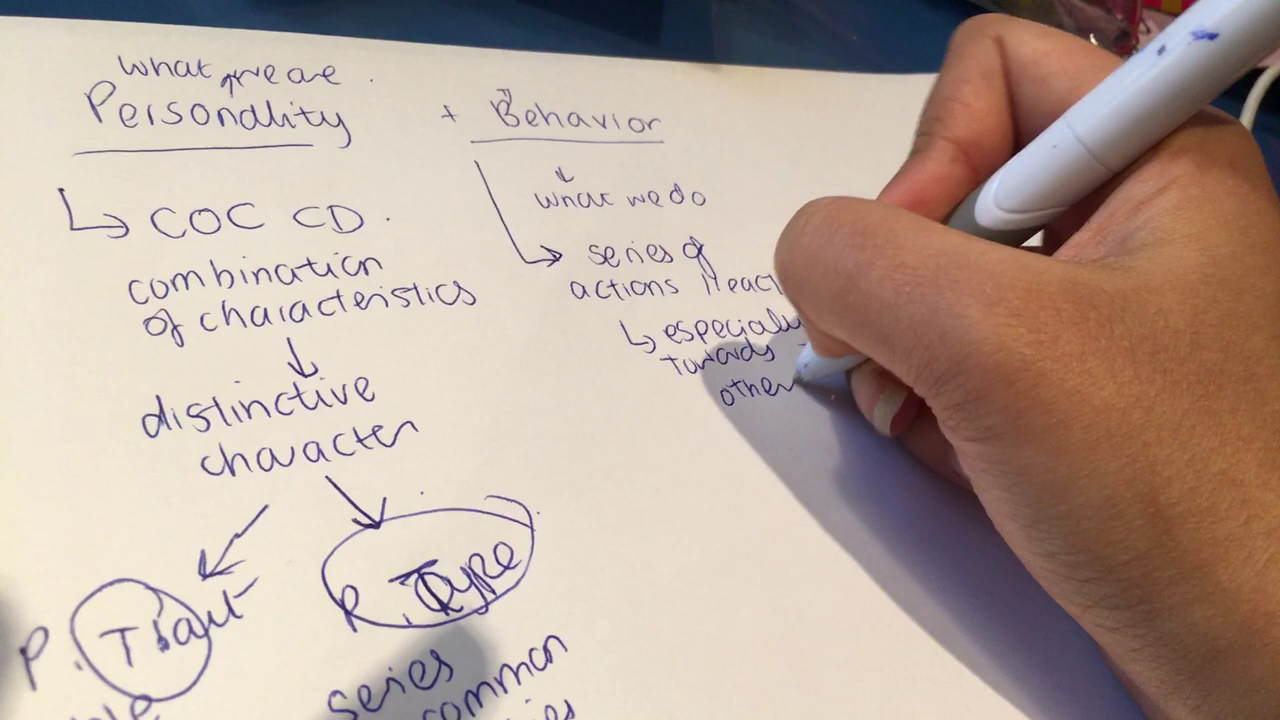 what we are.
Personality
↳ COC CD.
combination
of characteristics
↓
distinctive
character
P. Trait
P. Type
series
common
+ Behavior
↓
what we do
↳ series of
actions
↳ especially
towards
other